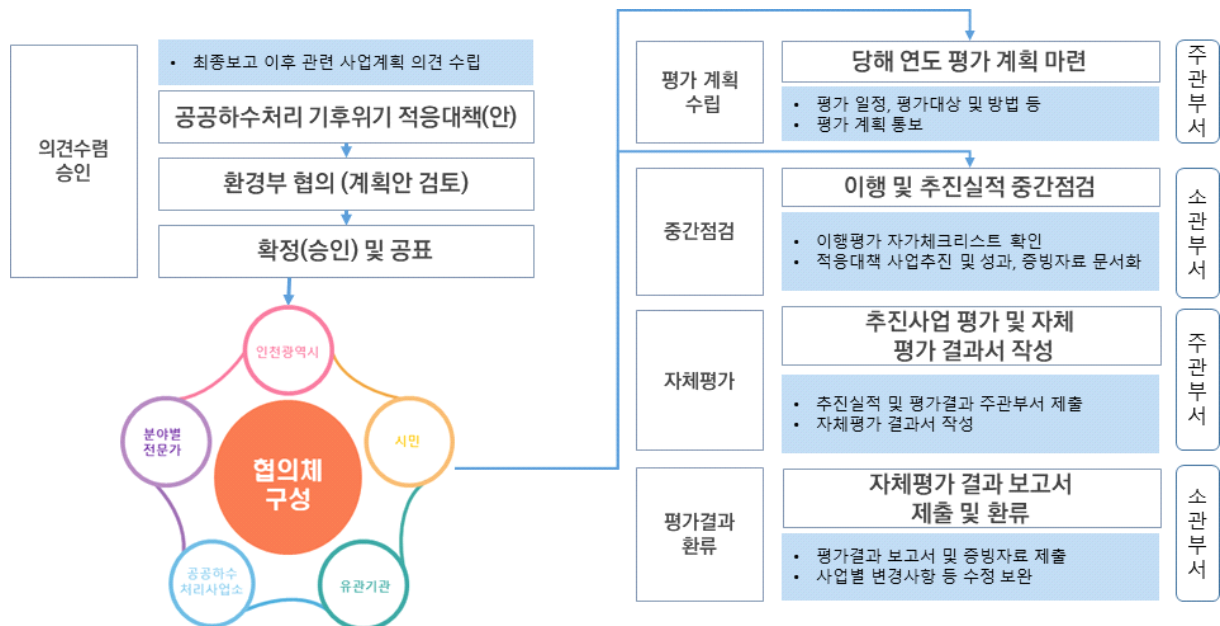 의견수렴
승인
• 최종보고 이후 관련 사업계획 의견 수립
공공하수처리 기후위기 적응대책(안)
환경부 협의 (계획안 검토)
확정(승인) 및 공표
인천광역시
분야별
전문가
시민
협의체
구성
공공하수
처리사업소
유관기관
평가 계획
수립
당해 연도 평가 계획 마련
• 평가 일정, 평가대상 및 방법 등
• 평가 계획 통보
주관부서
중간점검
이행 및 추진실적 중간점검
• 이행평가 자가체크리스트 확인
• 적응대책 사업추진 및 성과, 증빙자료 문서화
소관부서
자체평가
추진사업 평가 및 자체
평가 결과서 작성
• 추진실적 및 평가결과 주관부서 제출
• 자체평가 결과서 작성
주관부서
평가결과
환류
자체평가 결과 보고서
제출 및 환류
• 평가결과 보고서 및 증빙자료 제출
• 사업별 변경사항 등 수정 보완
소관부서